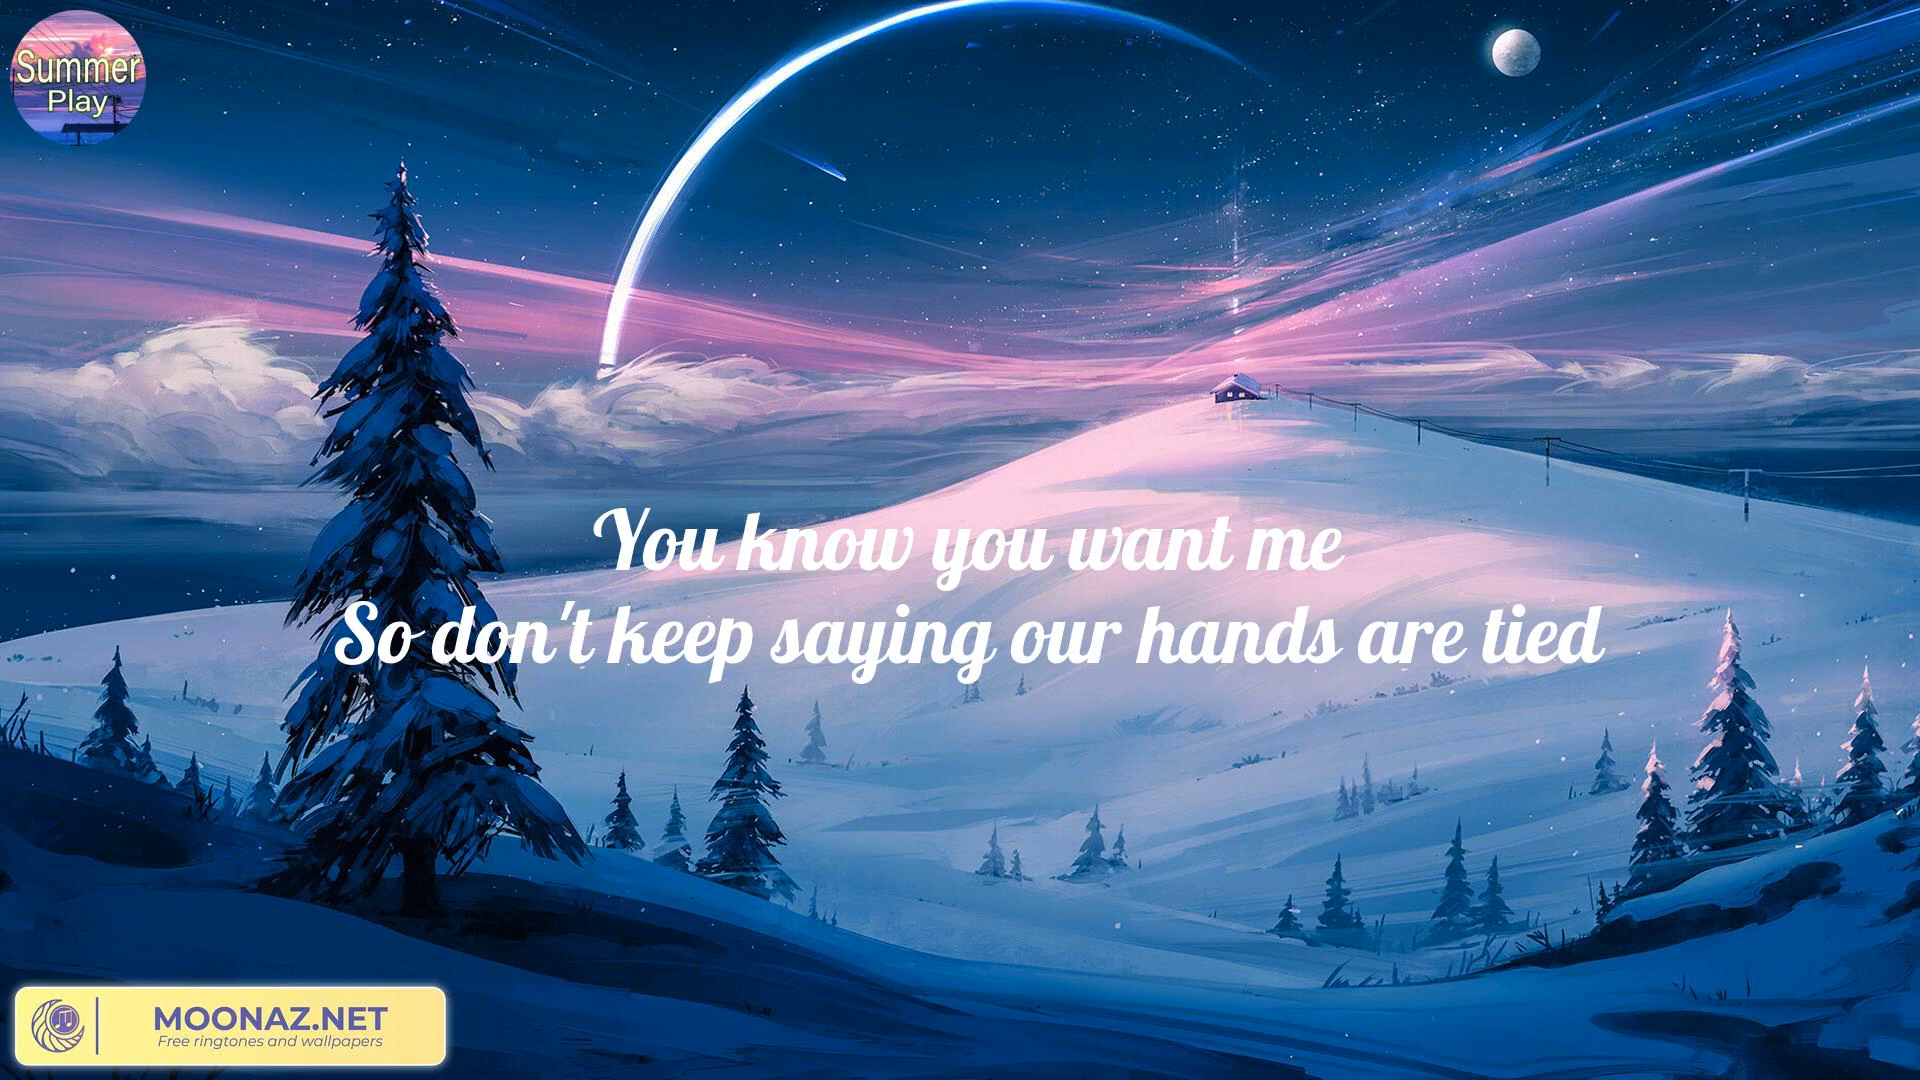 Summer
Play
You know you want me
So don't keep saying our hands are tied
MOONAZ.NET
Free ringtones and wallpapers